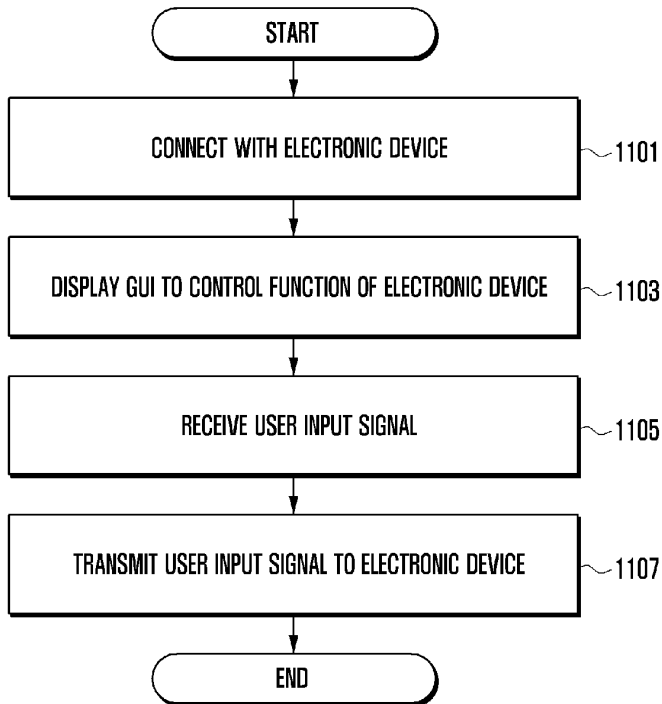 START
CONNECT WITH ELECTRONIC DEVICE
1101
DISPLAY GUI TO CONTROL FUNCTION OF ELECTRONIC DEVICE
1103
RECEIVE USER INPUT SIGNAL
1105
TRANSMIT USER INPUT SIGNAL TO ELECTRONIC DEVICE
1107
END